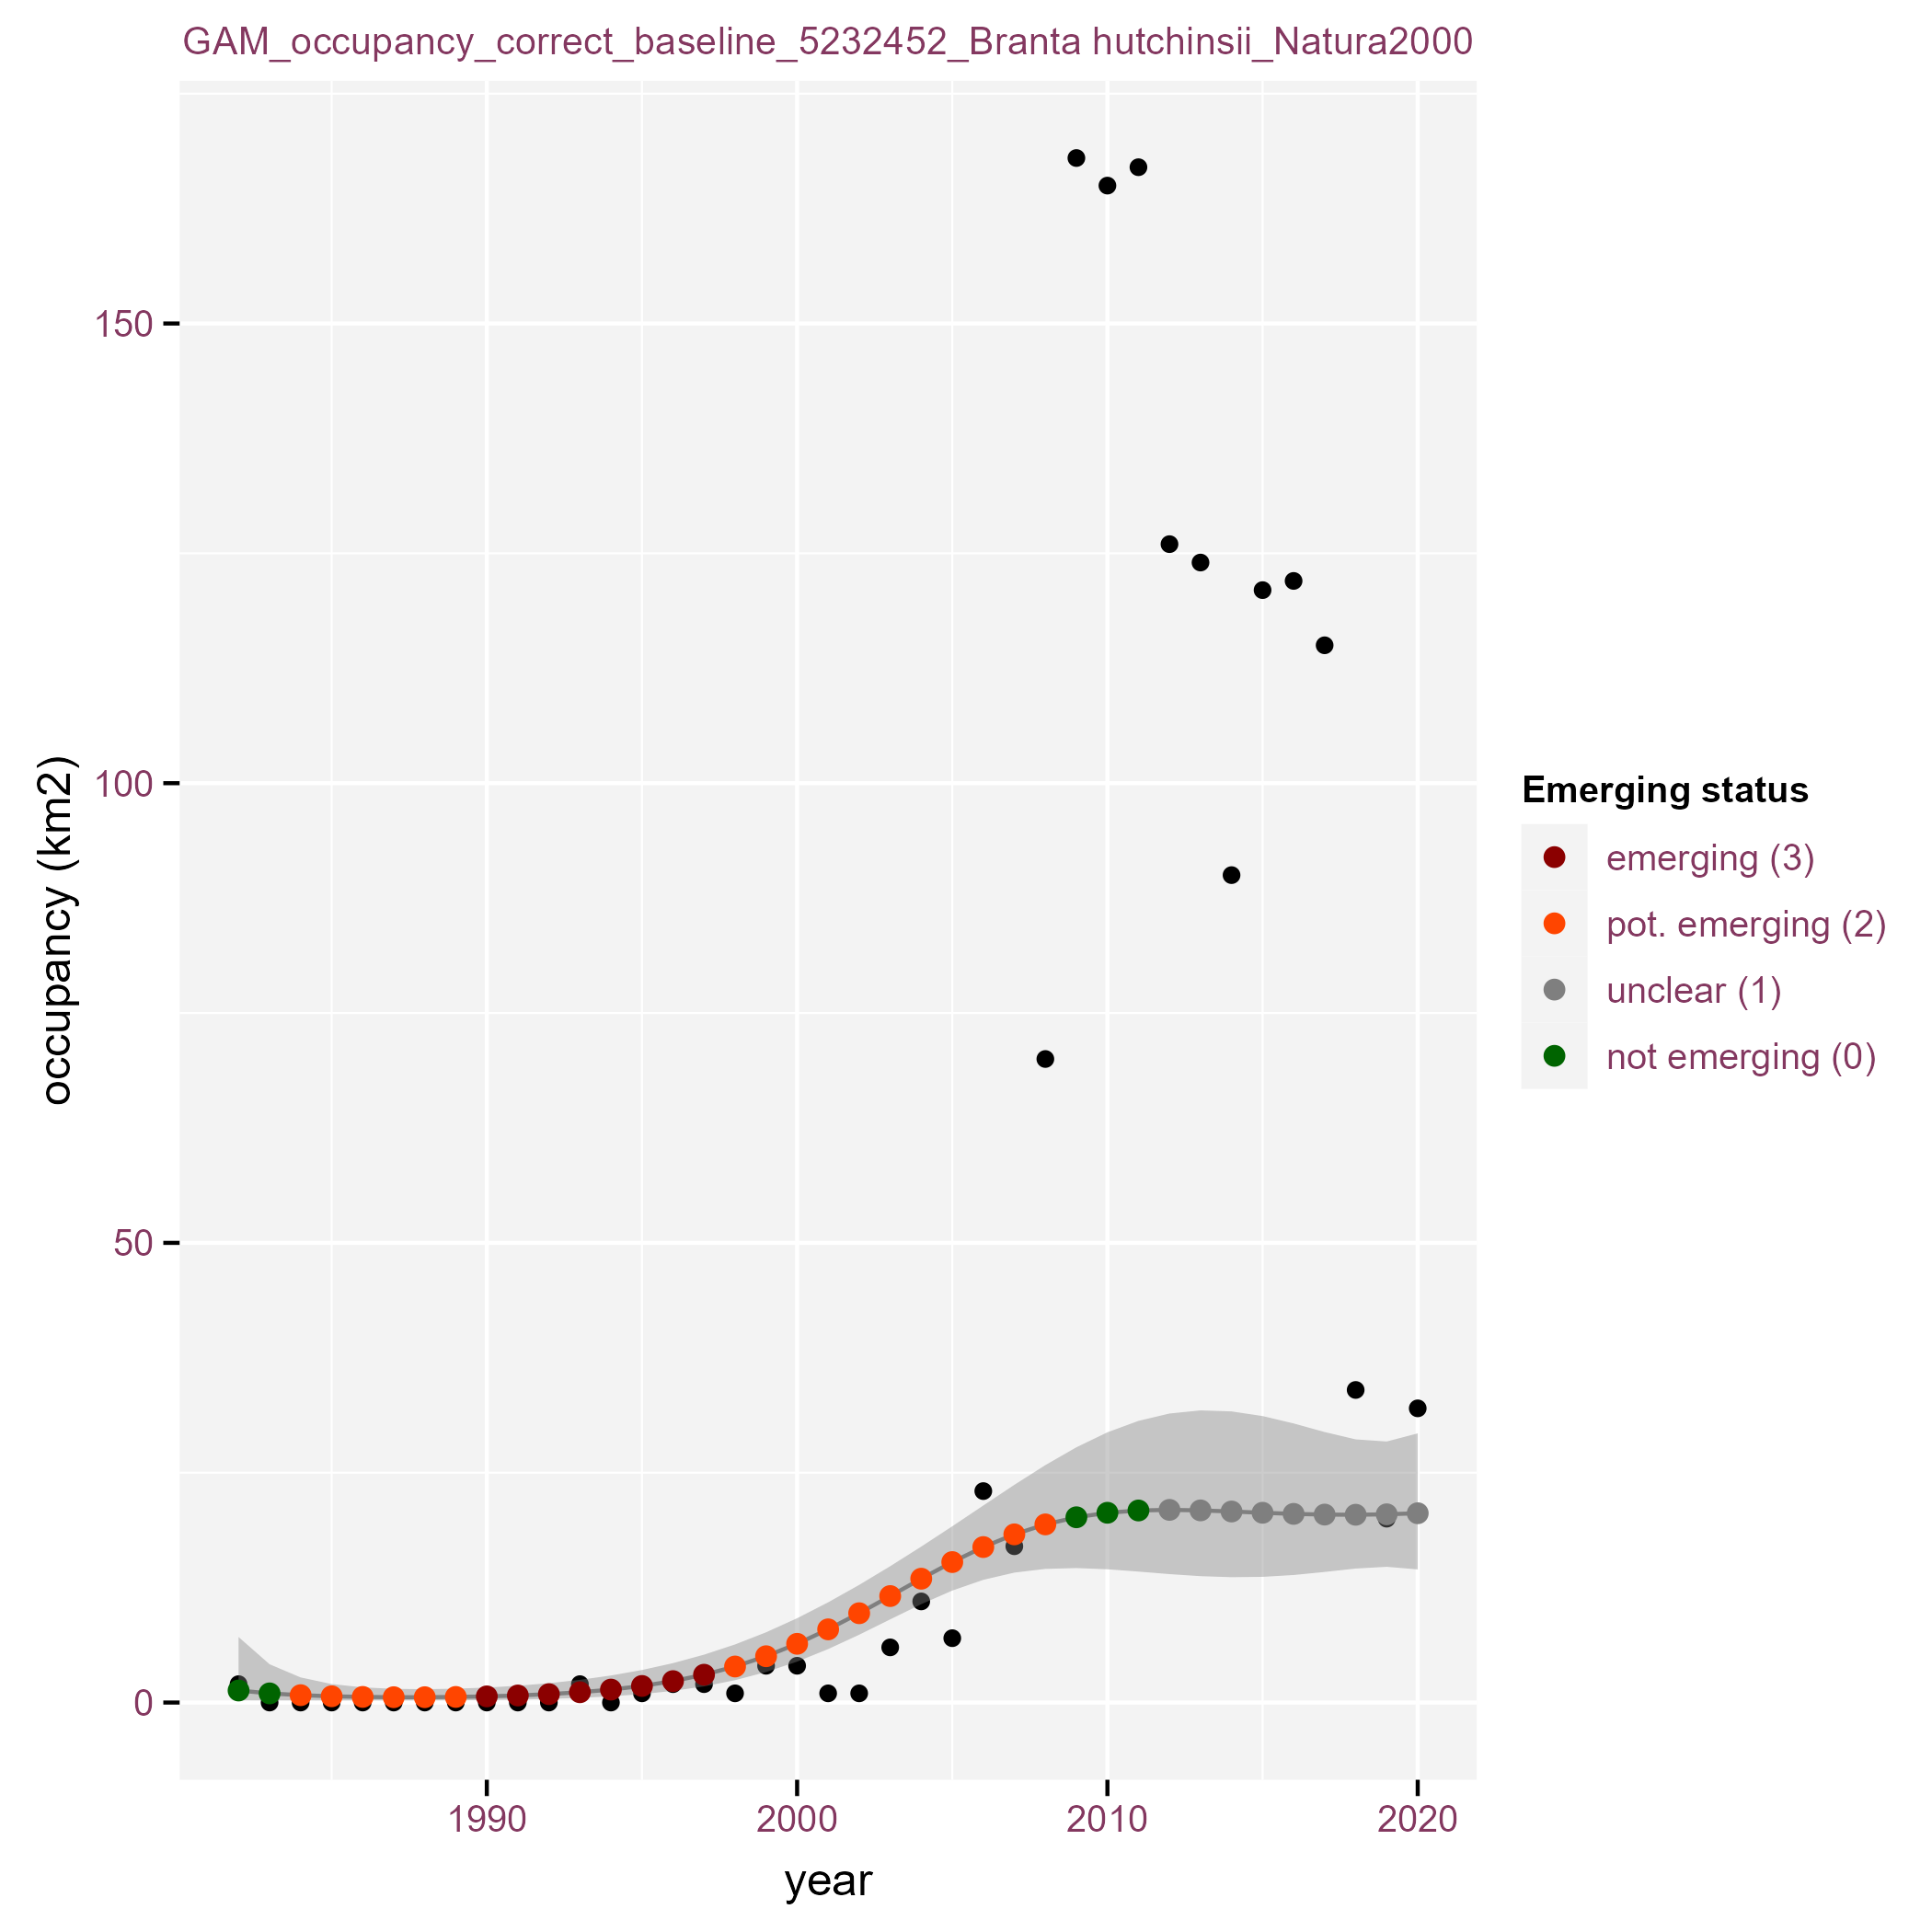 GAM_occupancy_correct_baseline_5232452_Branta hutchinsii_Natura2000
150
100
50
0
occupancy (km2)
1990
2000
2010
2020
year
Emerging status
emerging (3)
pot. emerging (2)
unclear (1)
not emerging (0)